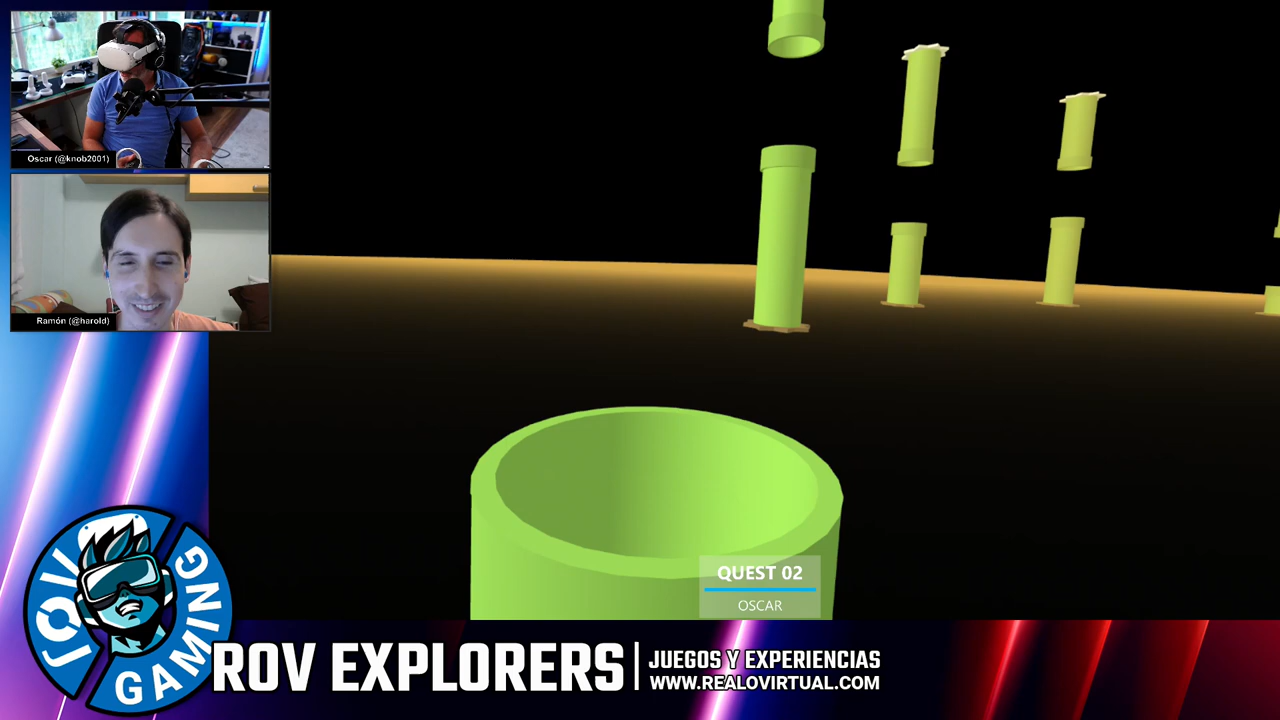 Oscar (@knob2001)
Ramón (@harold)
QUEST 02
OSCAR
ROV
GAMING
ROV EXPLORERS
JUEGOS Y EXPERIENCIAS
WWW.REALOVIRTUAL.COM